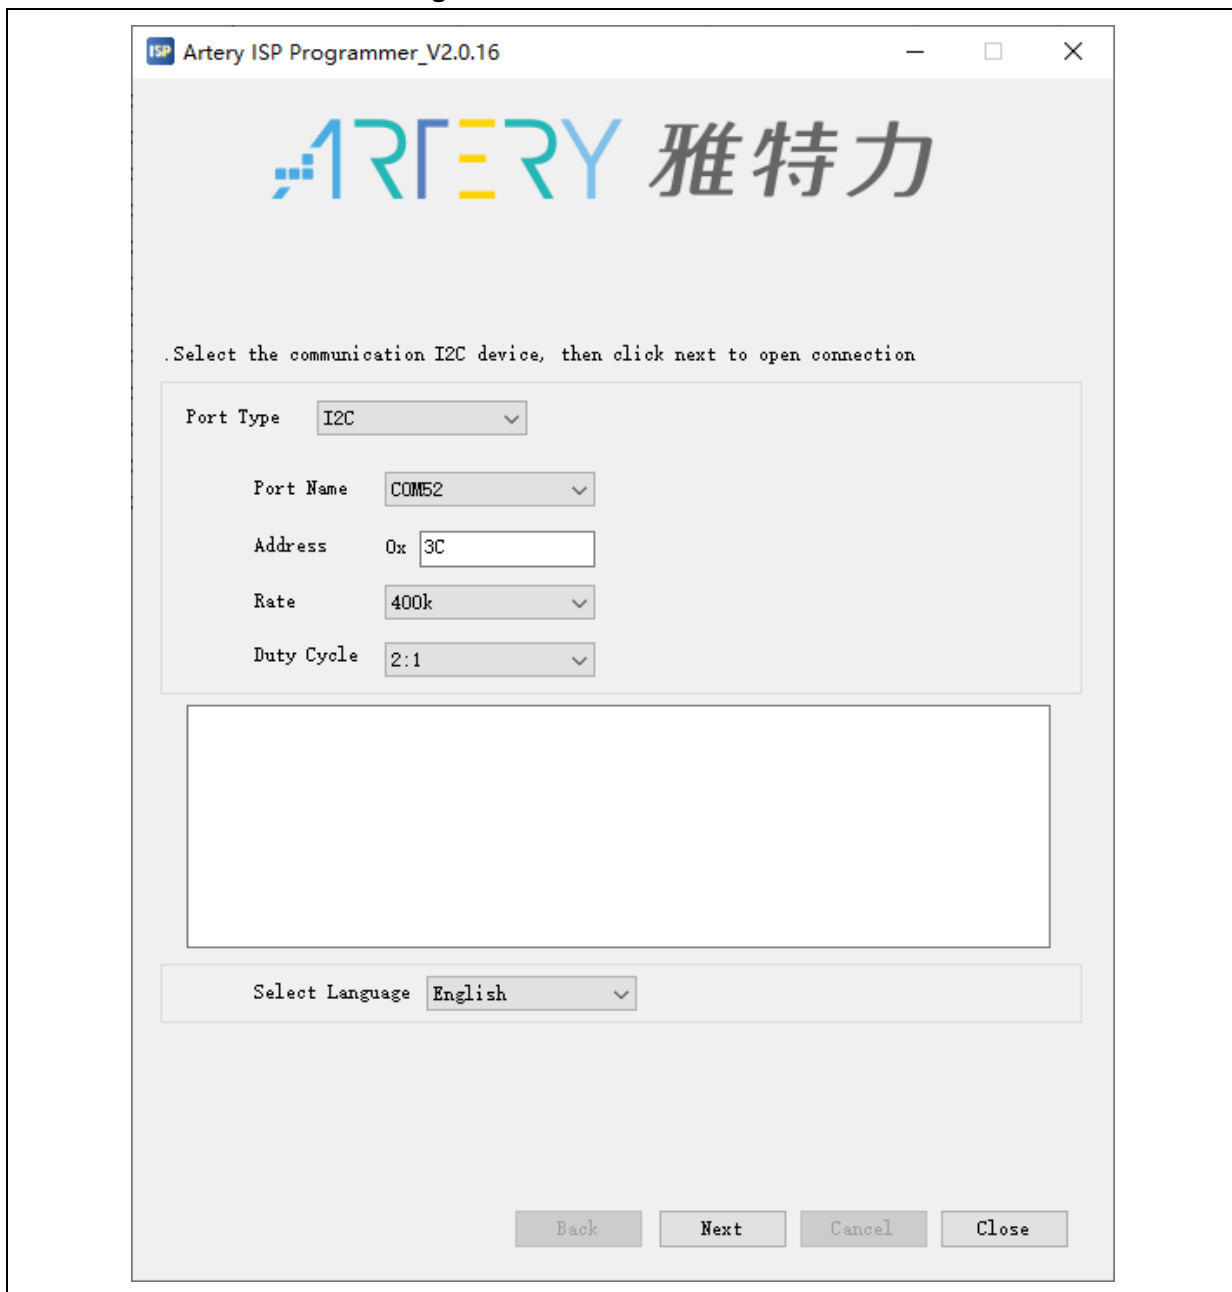 ISP Artery ISP Programmer_V2.0.16
ARTERY 雅特力
.Select the communication I2C device, then click next to open connection
Port Type I2C
Port Name COM52
Address 0x 3C
Rate 400k
Duty Cycle 2:1
Select Language English
Back Next Cancel Close